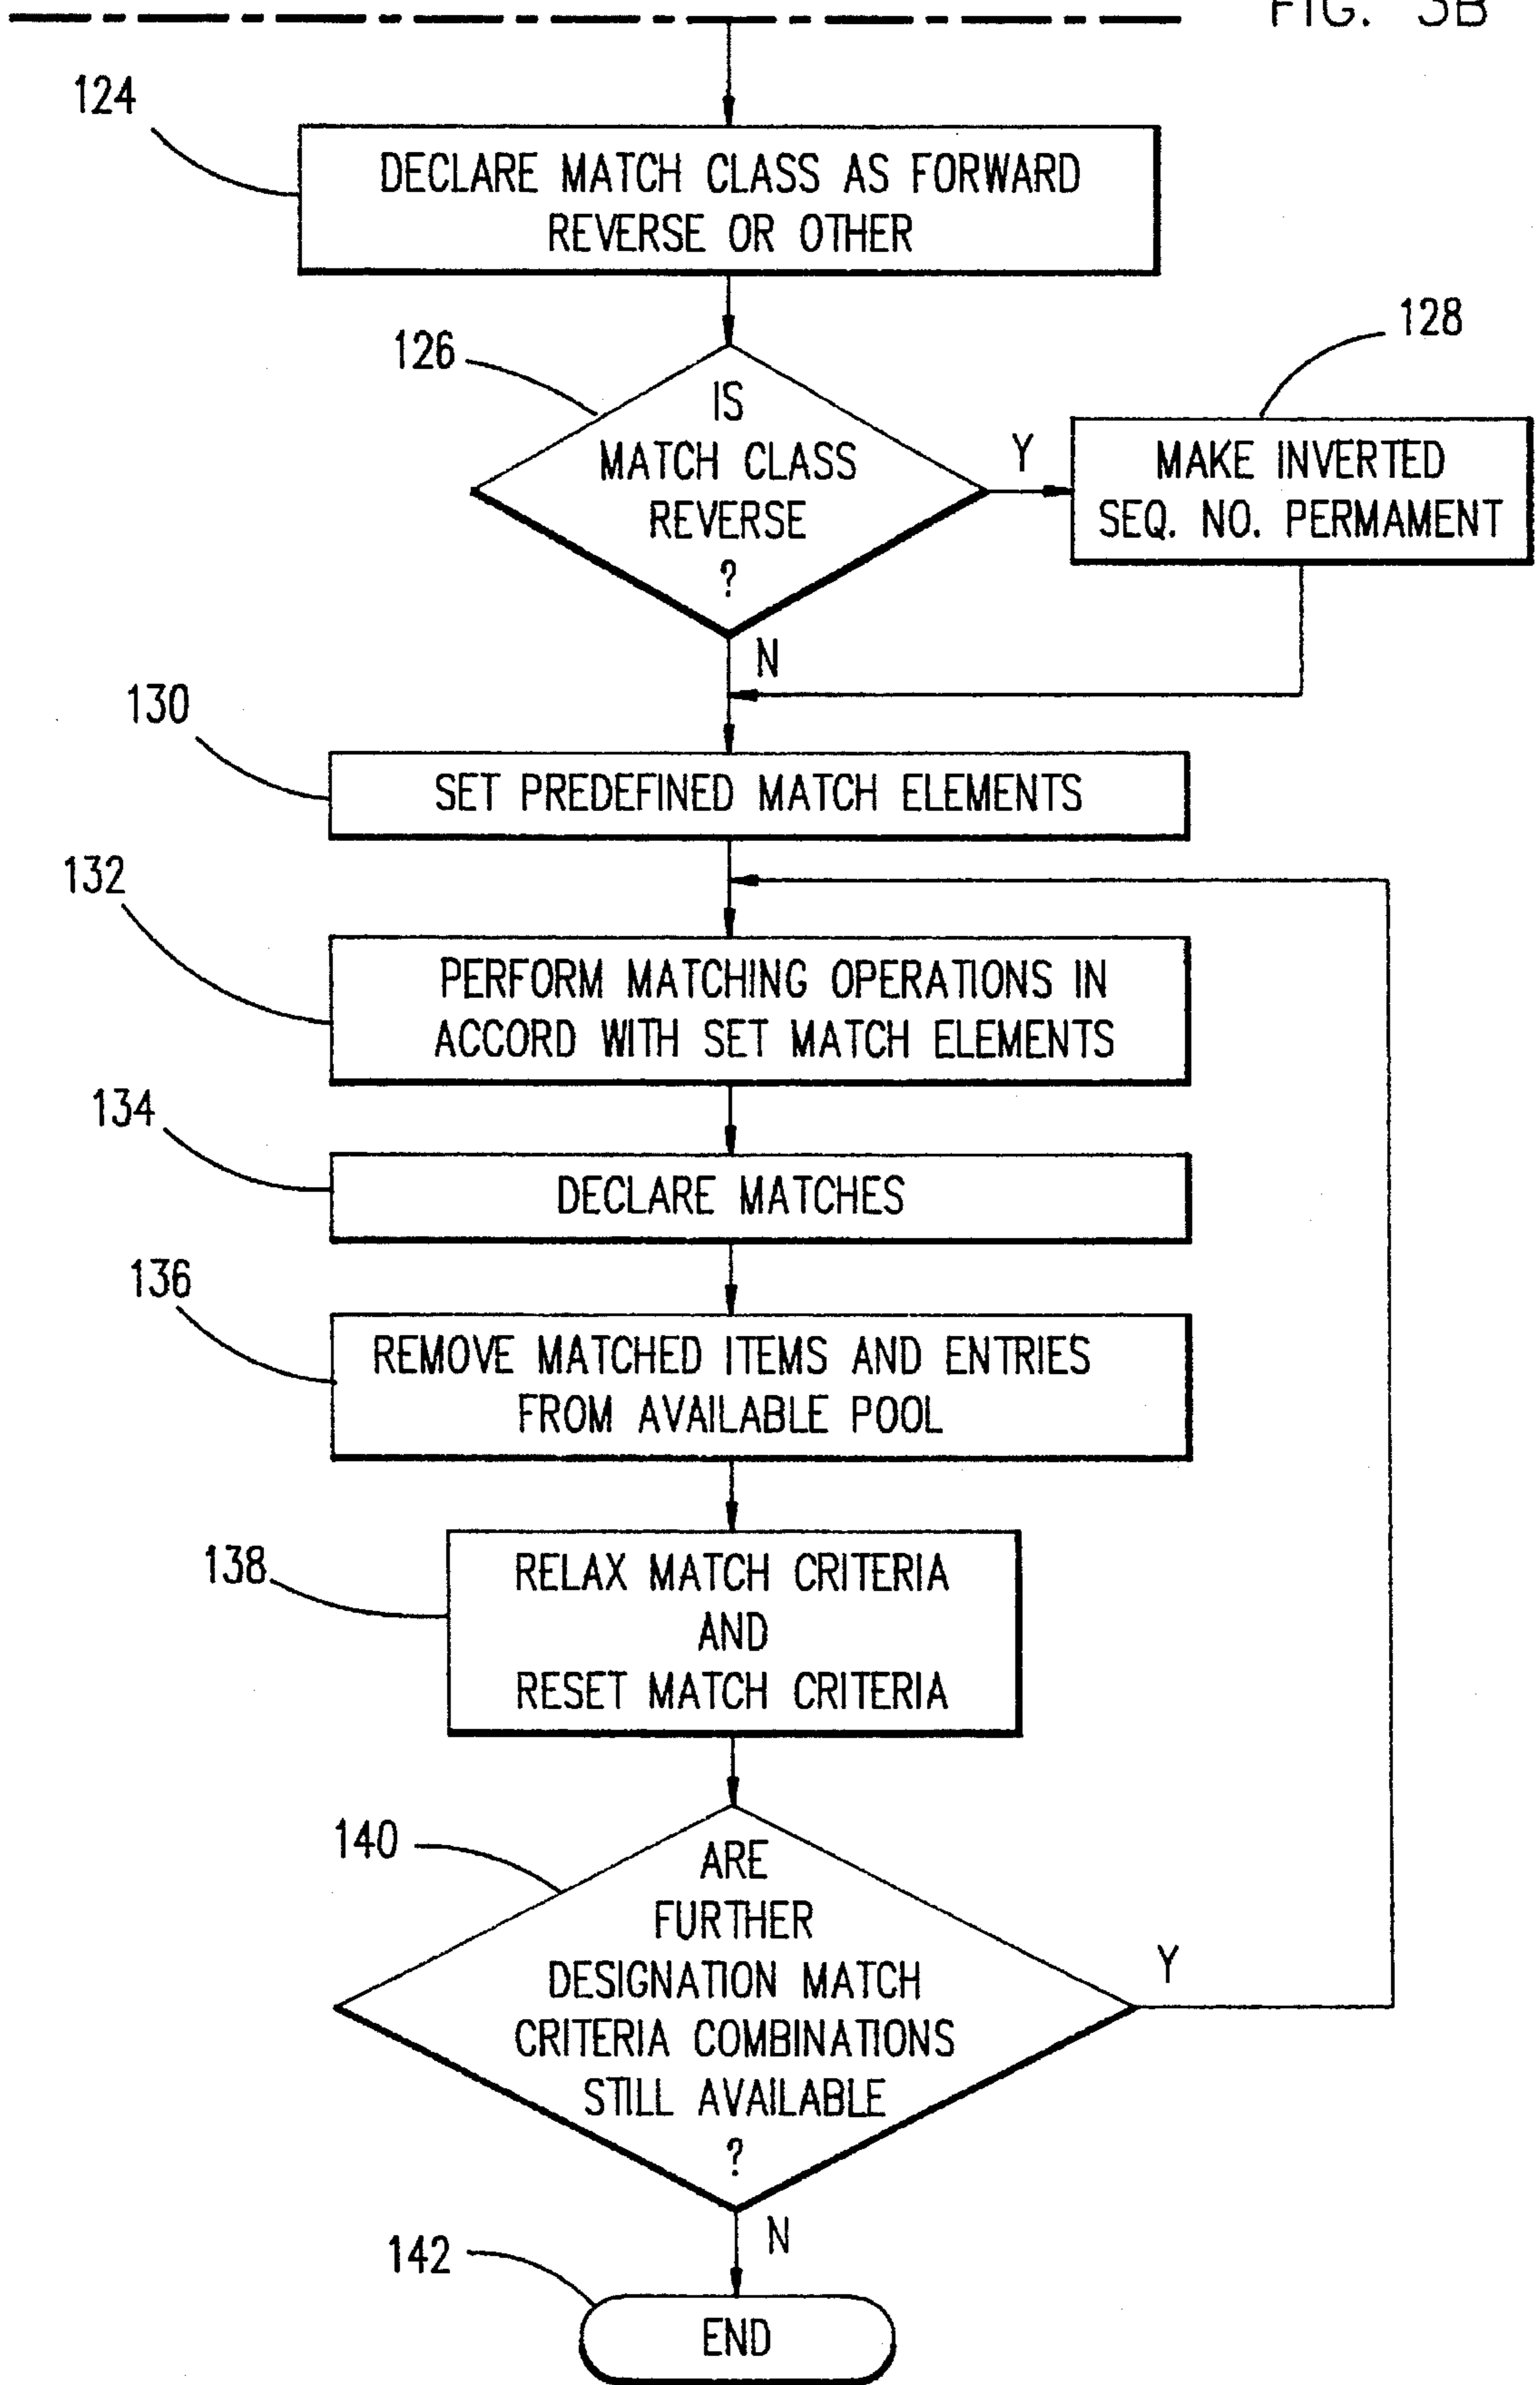 FIG. 3B
124
DECLARE MATCH CLASS AS FORWARD
REVERSE OR OTHER
126
IS
MATCH CLASS
REVERSE
?
Y
128
MAKE INVERTED
SEQ. NO. PERMAMENT
N
130
SET PREDEFINED MATCH ELEMENTS
132
PERFORM MATCHING OPERATIONS IN
ACCORD WITH SET MATCH ELEMENTS
134
DECLARE MATCHES
136
REMOVE MATCHED ITEMS AND ENTRIES
FROM AVAILABLE POOL
138
RELAX MATCH CRITERIA
AND
RESET MATCH CRITERIA
140
ARE
FURTHER
DESIGNATION MATCH
CRITERIA COMBINATIONS
STILL AVAILABLE
?
Y
N
142
END